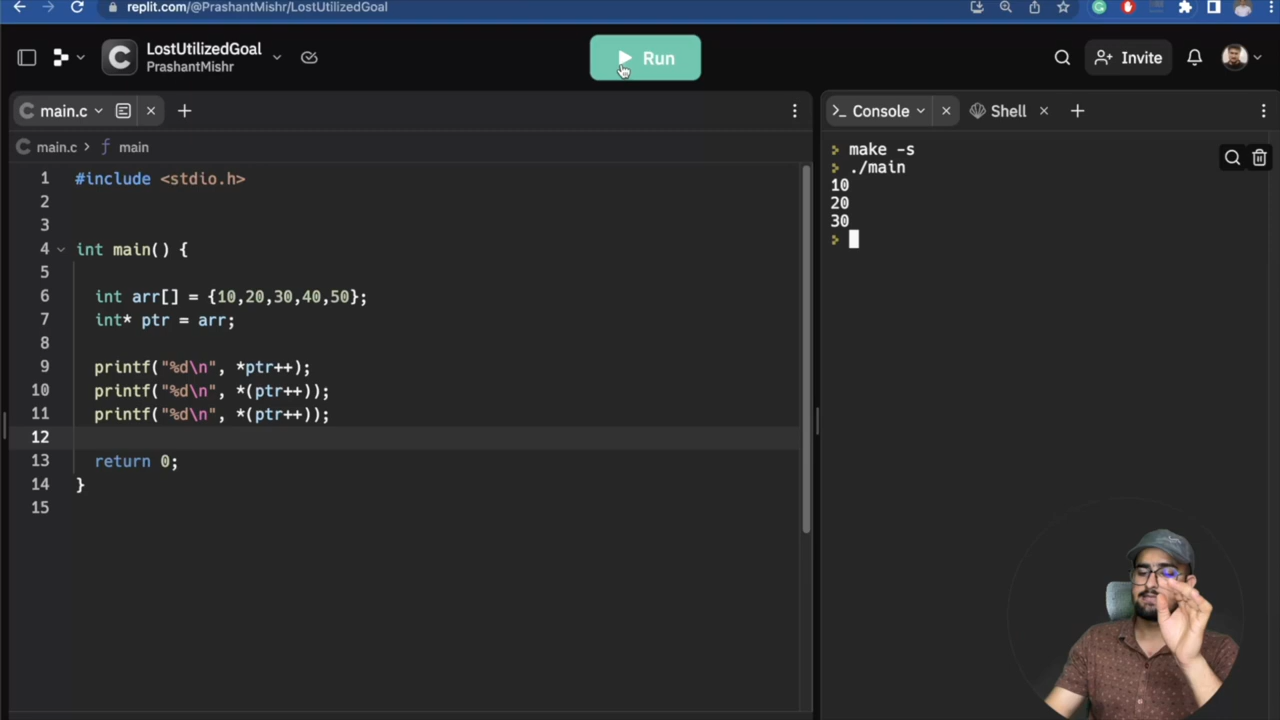 replit.com/@PrashantMishr/LostUtilizedGoal
LostUtilizedGoal
PrashantMishr
Run
Invite
main.c
main.c > f main
1 #include <stdio.h>
2
3
4 int main() {
5
6 int arr[] = {10,20,30,40,50};
7 int* ptr = arr;
8
9 printf("%d\n", *ptr++);
10 printf("%d\n", *(ptr++));
11 printf("%d\n", *(ptr++));
12
13 return 0;
14 }
15
>_ Console
Shell
> make -s
> ./main
10
20
30
>